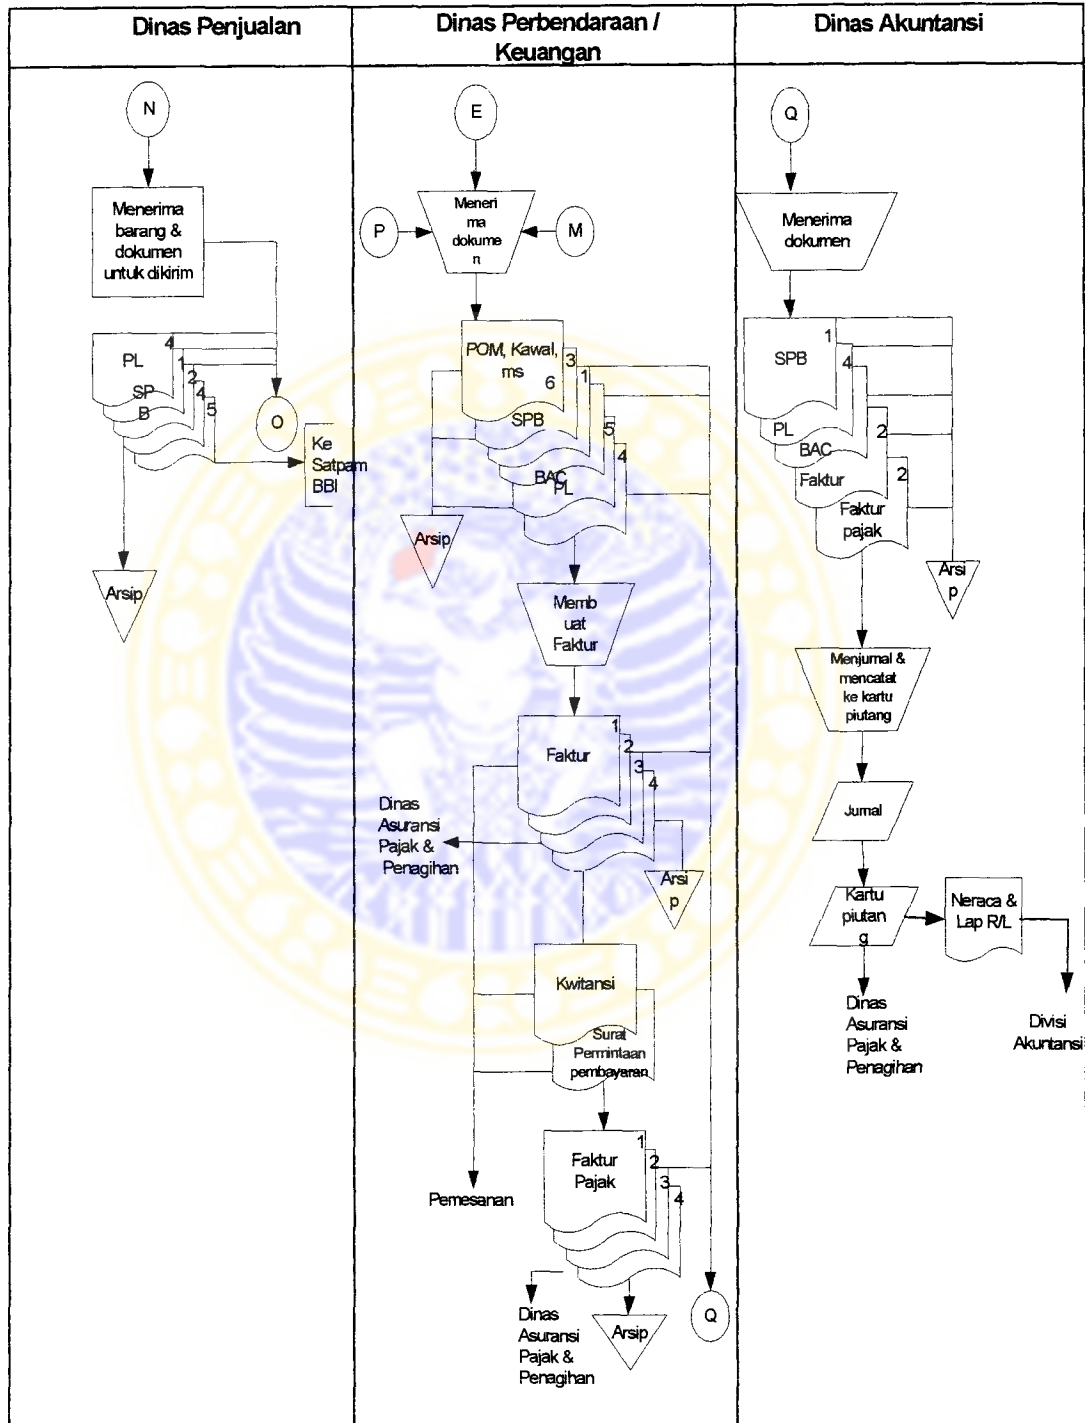 Dinas Penjualan
Dinas Perbendaraan /
Keuangan
Dinas Akuntansi
N
Menerima
barang &
dokumen
untuk dikirim
4
PL
1
2
SP
4
B
5
O
Ke
Satpam
BBI
Arsip
E
P
Meneri
ma
dokume
n
M
POM, Kawal,
ms
6
3
1
SPB
5
4
BAC
PL
Arsip
Memb
uat
Faktur
1
Faktur
2
3
4
Dinas
Asuransi
Pajak &
Penagihan
Arsi
p
Kwitansi
Surat
Permintaan
pembayaran
Pemesanan
1
Faktur
Pajak
2
3
4
Dinas
Asuransi
Pajak &
Penagihan
Arsip
Q
Q
Menerima
dokumen
1
SPB
4
PL
2
BAC
Faktur
2
Faktur
pajak
Arsi
p
Menjurnal &
mencatat
ke kartu
piutang
Jurnal
Kartu
piutan
g
Neraca &
Lap R/L
Dinas
Asuransi
Pajak &
Penagihan
Divisi
Akuntansi